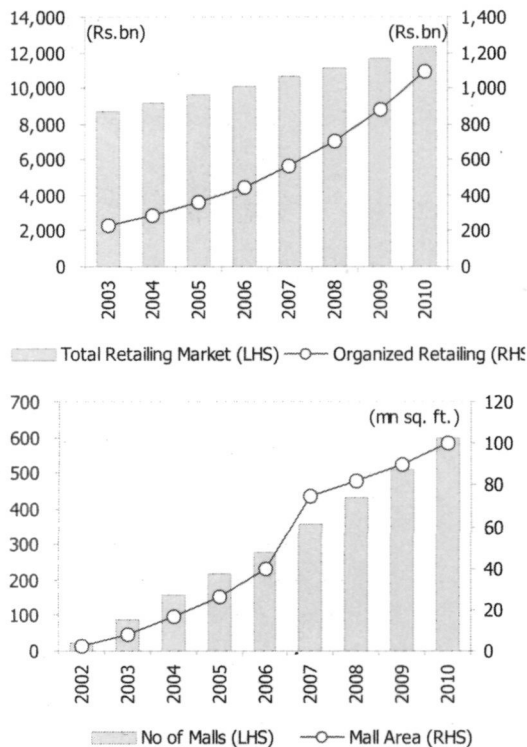 14,000 (Rs.bn) (Rs.bn) 1,400
12,000 1,200
10,000 1,000
8,000 800
6,000 600
4,000 400
2,000 200
0 0
2003 2004 2005 2006 2007 2008 2009 2010
Total Retailing Market (LHS) Organized Retailing (RHS
700 120
600 (mn sq. ft.) 100
500 80
400
300 60
200 40
100 20
0 0
2002 2003 2004 2005 2006 2007 2008 2009 2010
No of Malls (LHS) Mall Area (RHS)